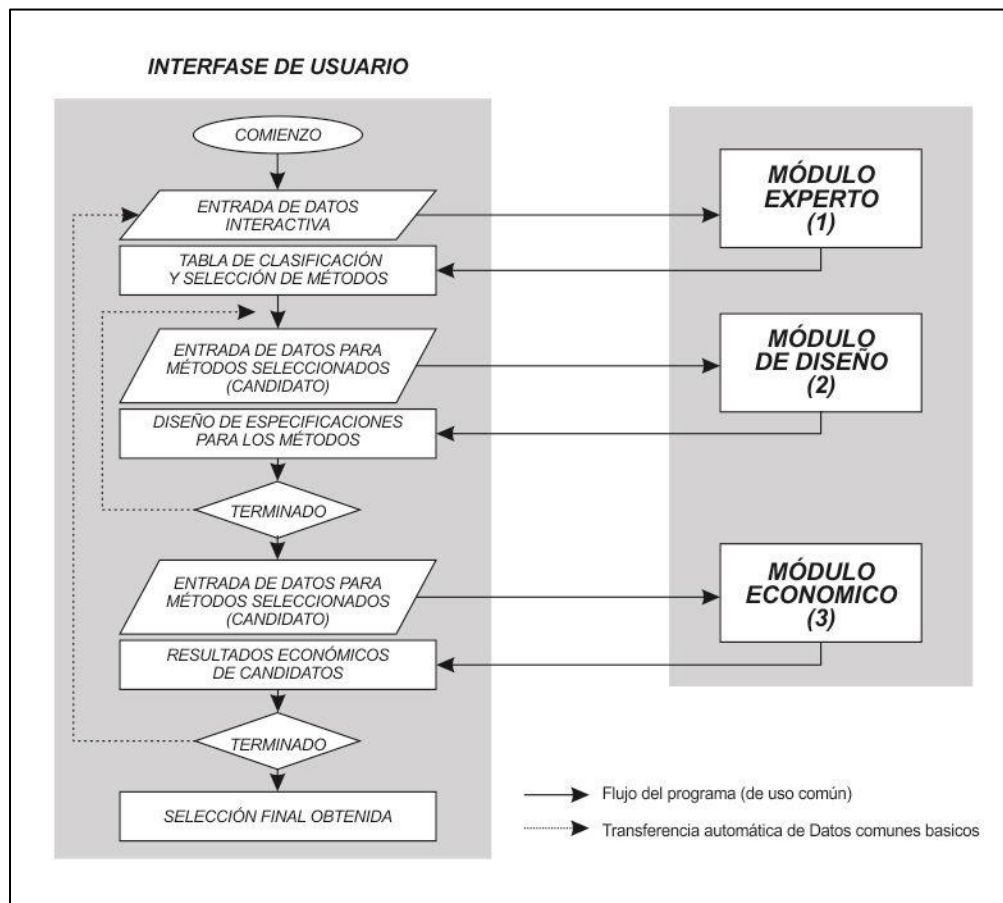 INTERFASE DE USUARIO
COMIENZO
ENTRADA DE DATOS
INTERACTIVA
MÓDULO
EXPERTO
(1)
TABLA DE CLASIFICACIÓN
Y SELECCIÓN DE MÉTODOS
ENTRADA DE DATOS PARA
MÉTODOS SELECCIONADOS
(CANDIDATO)
MÓDULO
DE DISEÑO
(2)
DISEÑO DE ESPECIFICACIONES
PARA LOS MÉTODOS
TERMINADO
ENTRADA DE DATOS PARA
MÉTODOS SELECCIONADOS
(CANDIDATO)
MÓDULO
ECONOMICO
(3)
RESULTADOS ECONÓMICOS
DE CANDIDATOS
TERMINADO
SELECCIÓN FINAL OBTENIDA
Flujo del programa (de uso común)
Transferencia automática de Datos comunes basicos